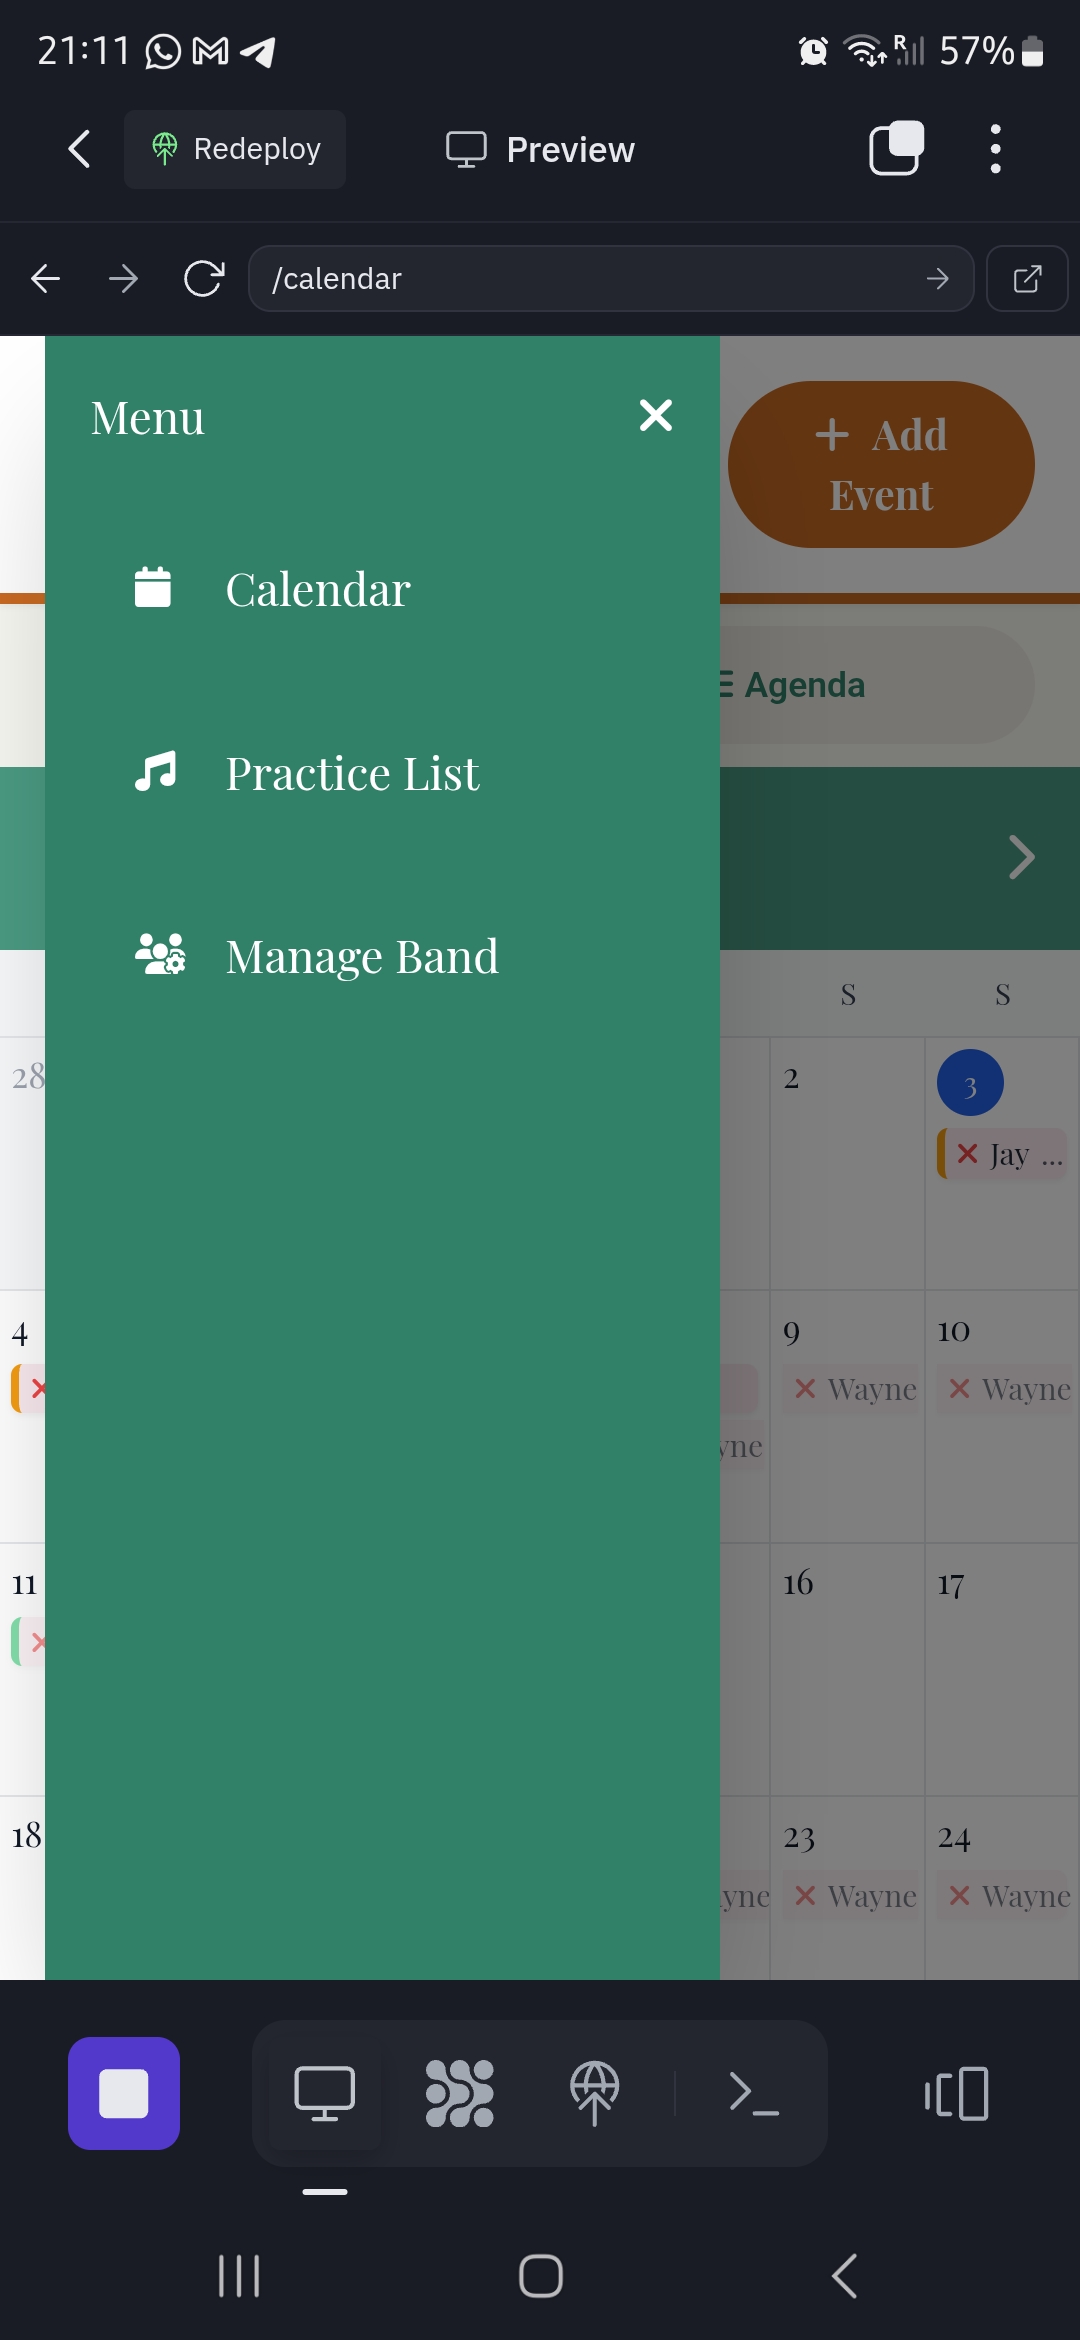 21:11
R
57%
Redeploy
Preview
/calendar
Menu
Add
Event
Calendar
Agenda
Practice List
Manage Band
S S
28 2 3
Jay ...
4 9 10
Wayne Wayne
yne
11 16 17
18 23 24
yne Wayne Wayne